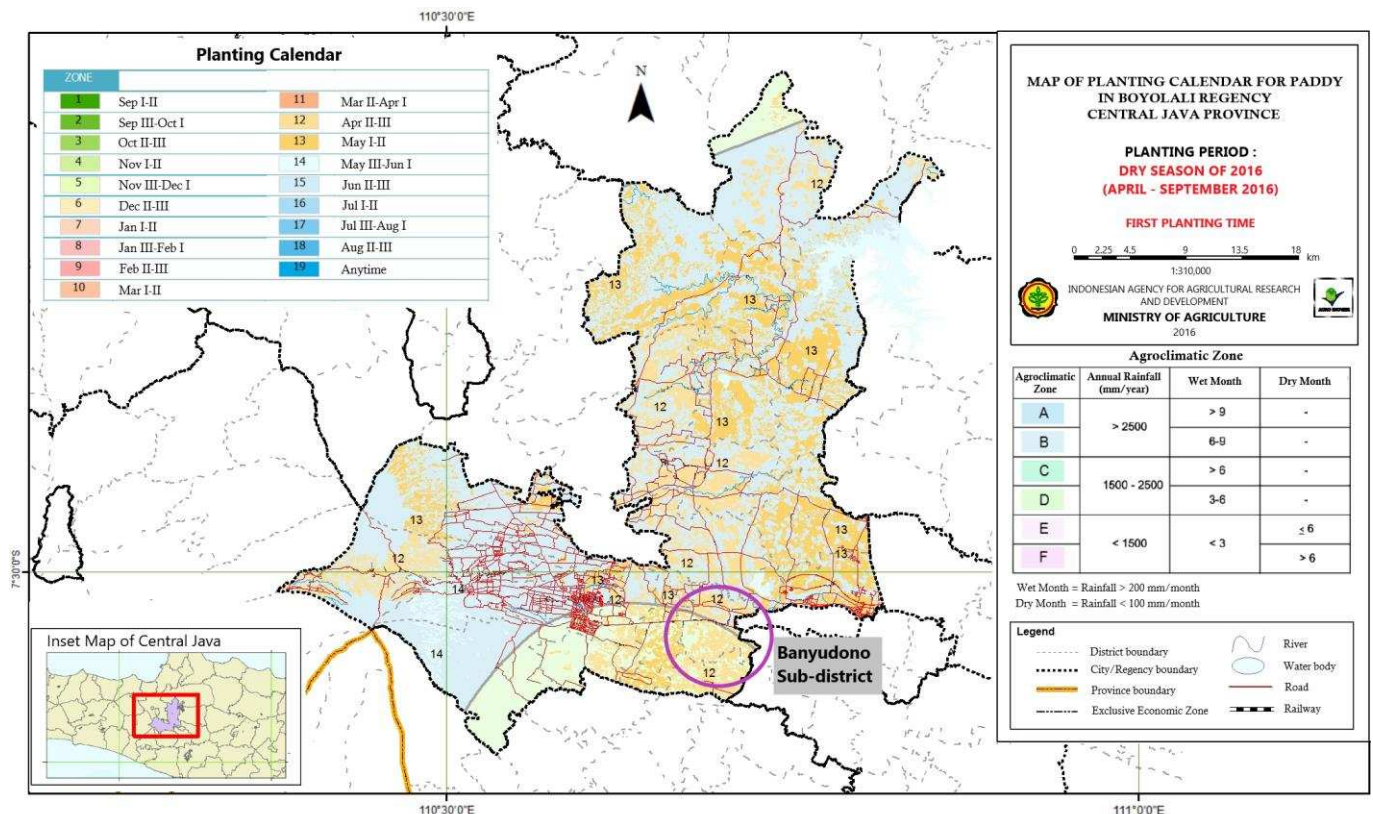 110°30'0"E
Planting Calendar
ZONE
1 Sep I-II
2 Sep III-Oct I
3 Oct II-III
4 Nov I-II
5 Nov III-Dec I
6 Dec II-III
7 Jan I-II
8 Jan III-Feb I
9 Feb II-III
10 Mar I-II
11 Mar II-Apr I
12 Apr II-III
13 May I-II
14 May III-Jun I
15 Jun II-III
16 Jul I-II
17 Jul III-Aug I
18 Aug II-III
19 Anytime
N
12
13
13
13
12
13
12
13
12
13
13
12
14
13
12
12
13
12
14
12
7°30'0"S
Banyudono
Sub-district
Inset Map of Central Java
110°30'0"E
111°0'0"E
MAP OF PLANTING CALENDAR FOR PADDY
IN BOYOLALI REGENCY
CENTRAL JAVA PROVINCE
PLANTING PERIOD :
DRY SEASON OF 2016
(APRIL - SEPTEMBER 2016)
FIRST PLANTING TIME
0 2.25 4.5 9 13.5 18 km
1:310,000
INDONESIAN AGENCY FOR AGRICULTURAL RESEARCH
AND DEVELOPMENT
MINISTRY OF AGRICULTURE
2016
Agroclimatic Zone
Agroclimatic Zone Annual Rainfall (mm/year) Wet Month Dry Month
A > 2500 > 9 -
B 6-9 -
C 1500 - 2500 > 6 -
D 3-6 -
E < 1500 < 3 ≤ 6
F > 6
Wet Month = Rainfall > 200 mm/month
Dry Month = Rainfall < 100 mm/month
Legend
District boundary
City/Regency boundary
Province boundary
Exclusive Economic Zone
River
Water body
Road
Railway